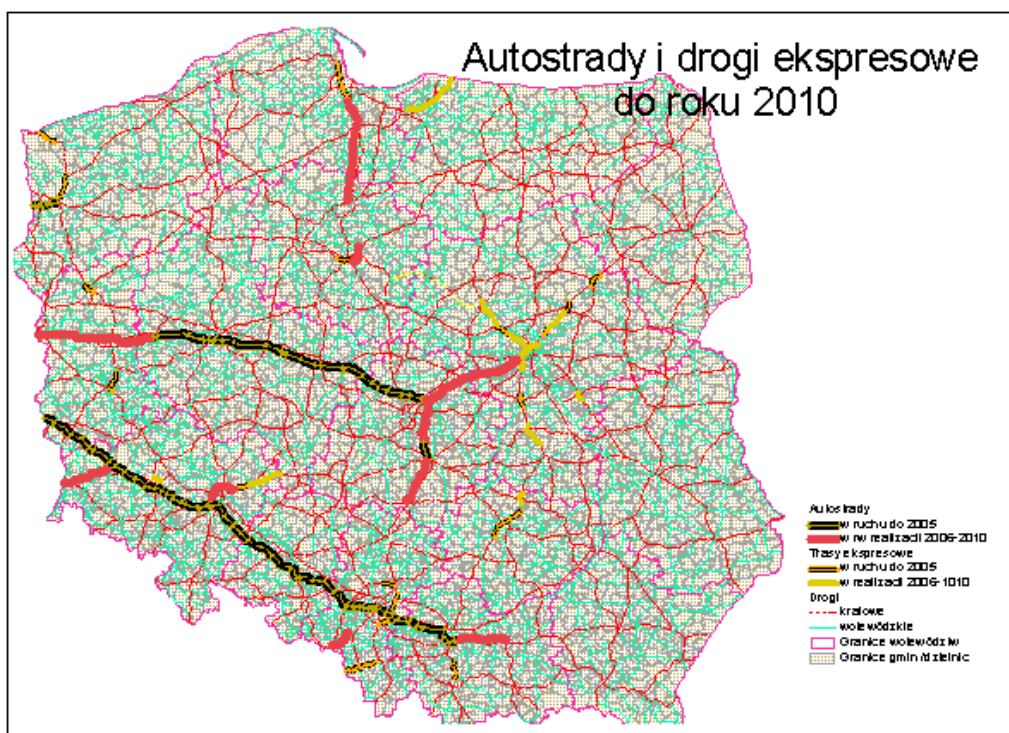 Autostrady i drogi ekspresowe
do roku 2010
Autostrady
w ruchu do 2005
w rw realizacji 2006-2010
Trasy ekspresowe
w ruchu do 2005
w realizacji 2006-1010
Drogi
krajowe
wojewódzkie
Granice województw
Granice gmin/dzielnic